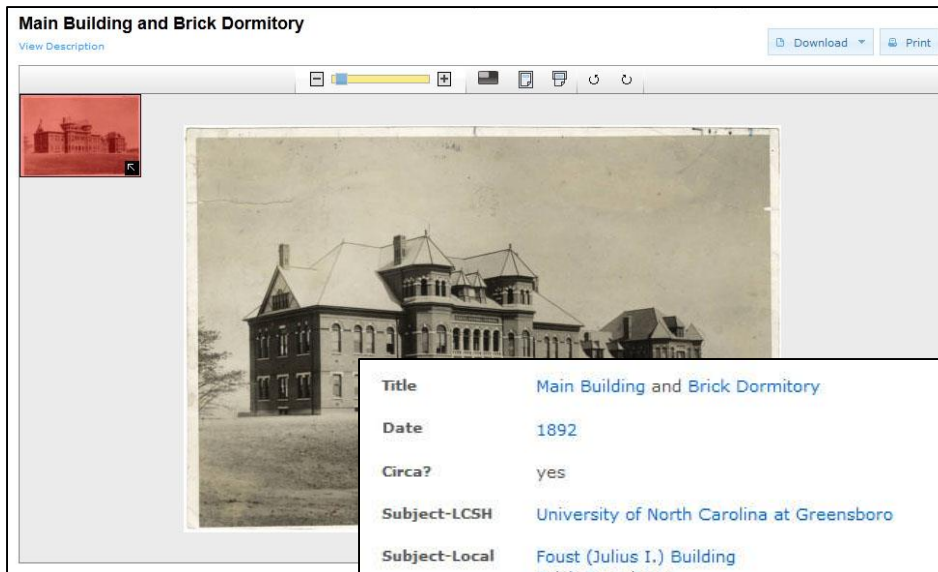 Main Building and Brick Dormitory
View Description
Download
Print
Title Main Building and Brick Dormitory
Date 1892
Circa? yes
Subject-LCSH University of North Carolina at Greensboro
Subject-Local Foust (Julius I.) Building